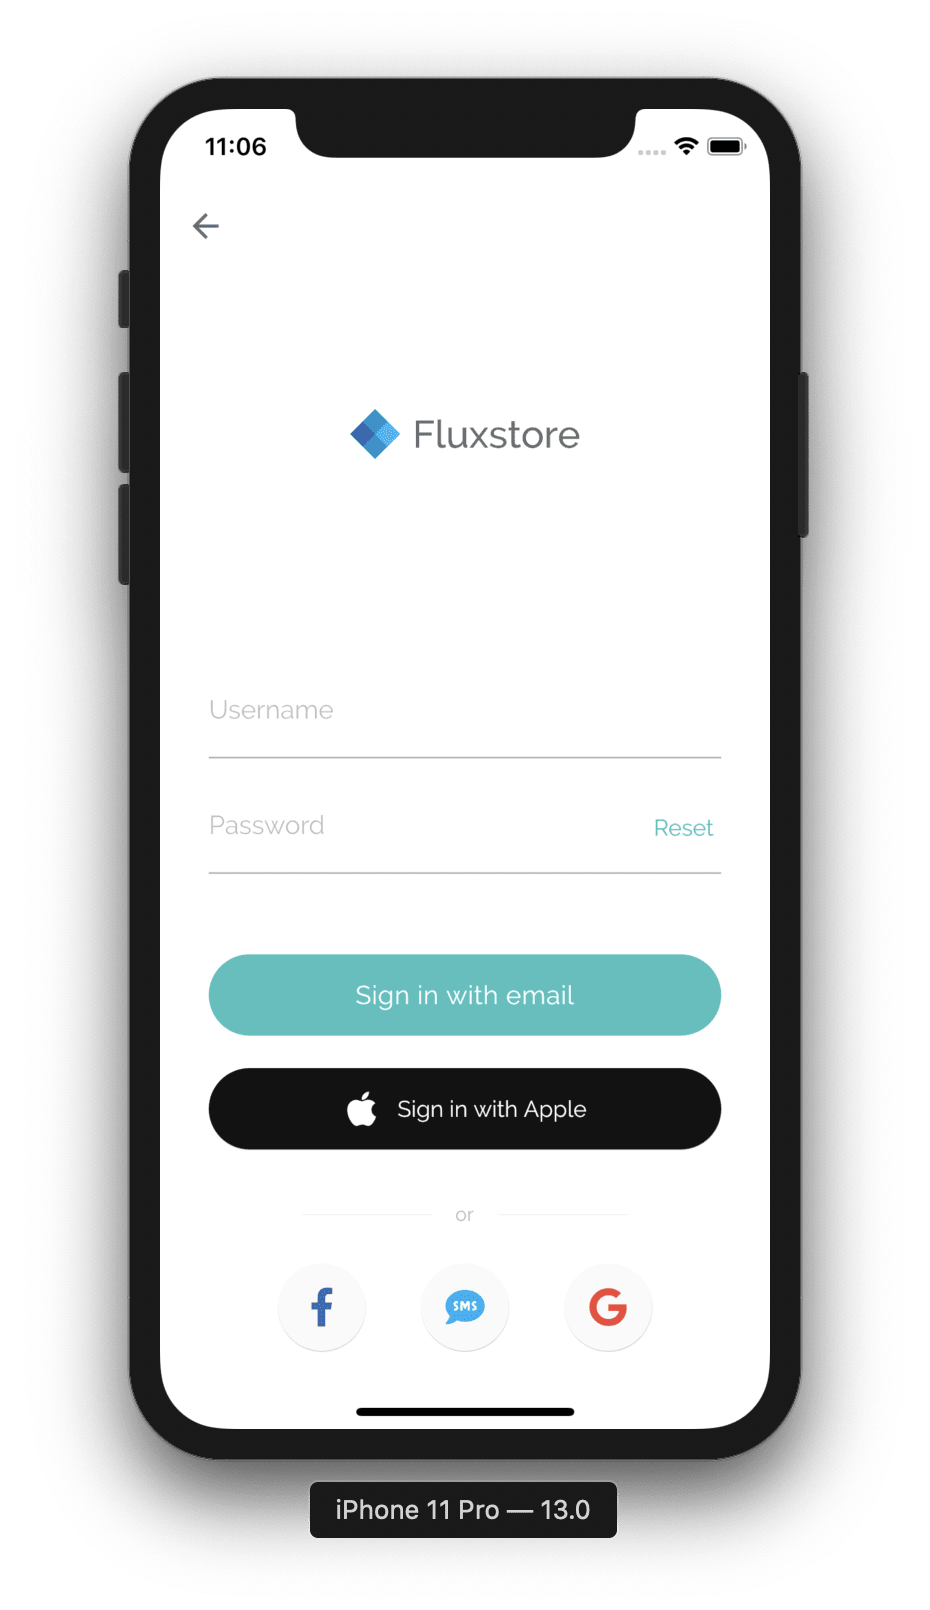 11:06
Fluxstore
Username
Password
Reset
Sign in with email
Sign in with Apple
or
SMS
iPhone 11 Pro — 13.0